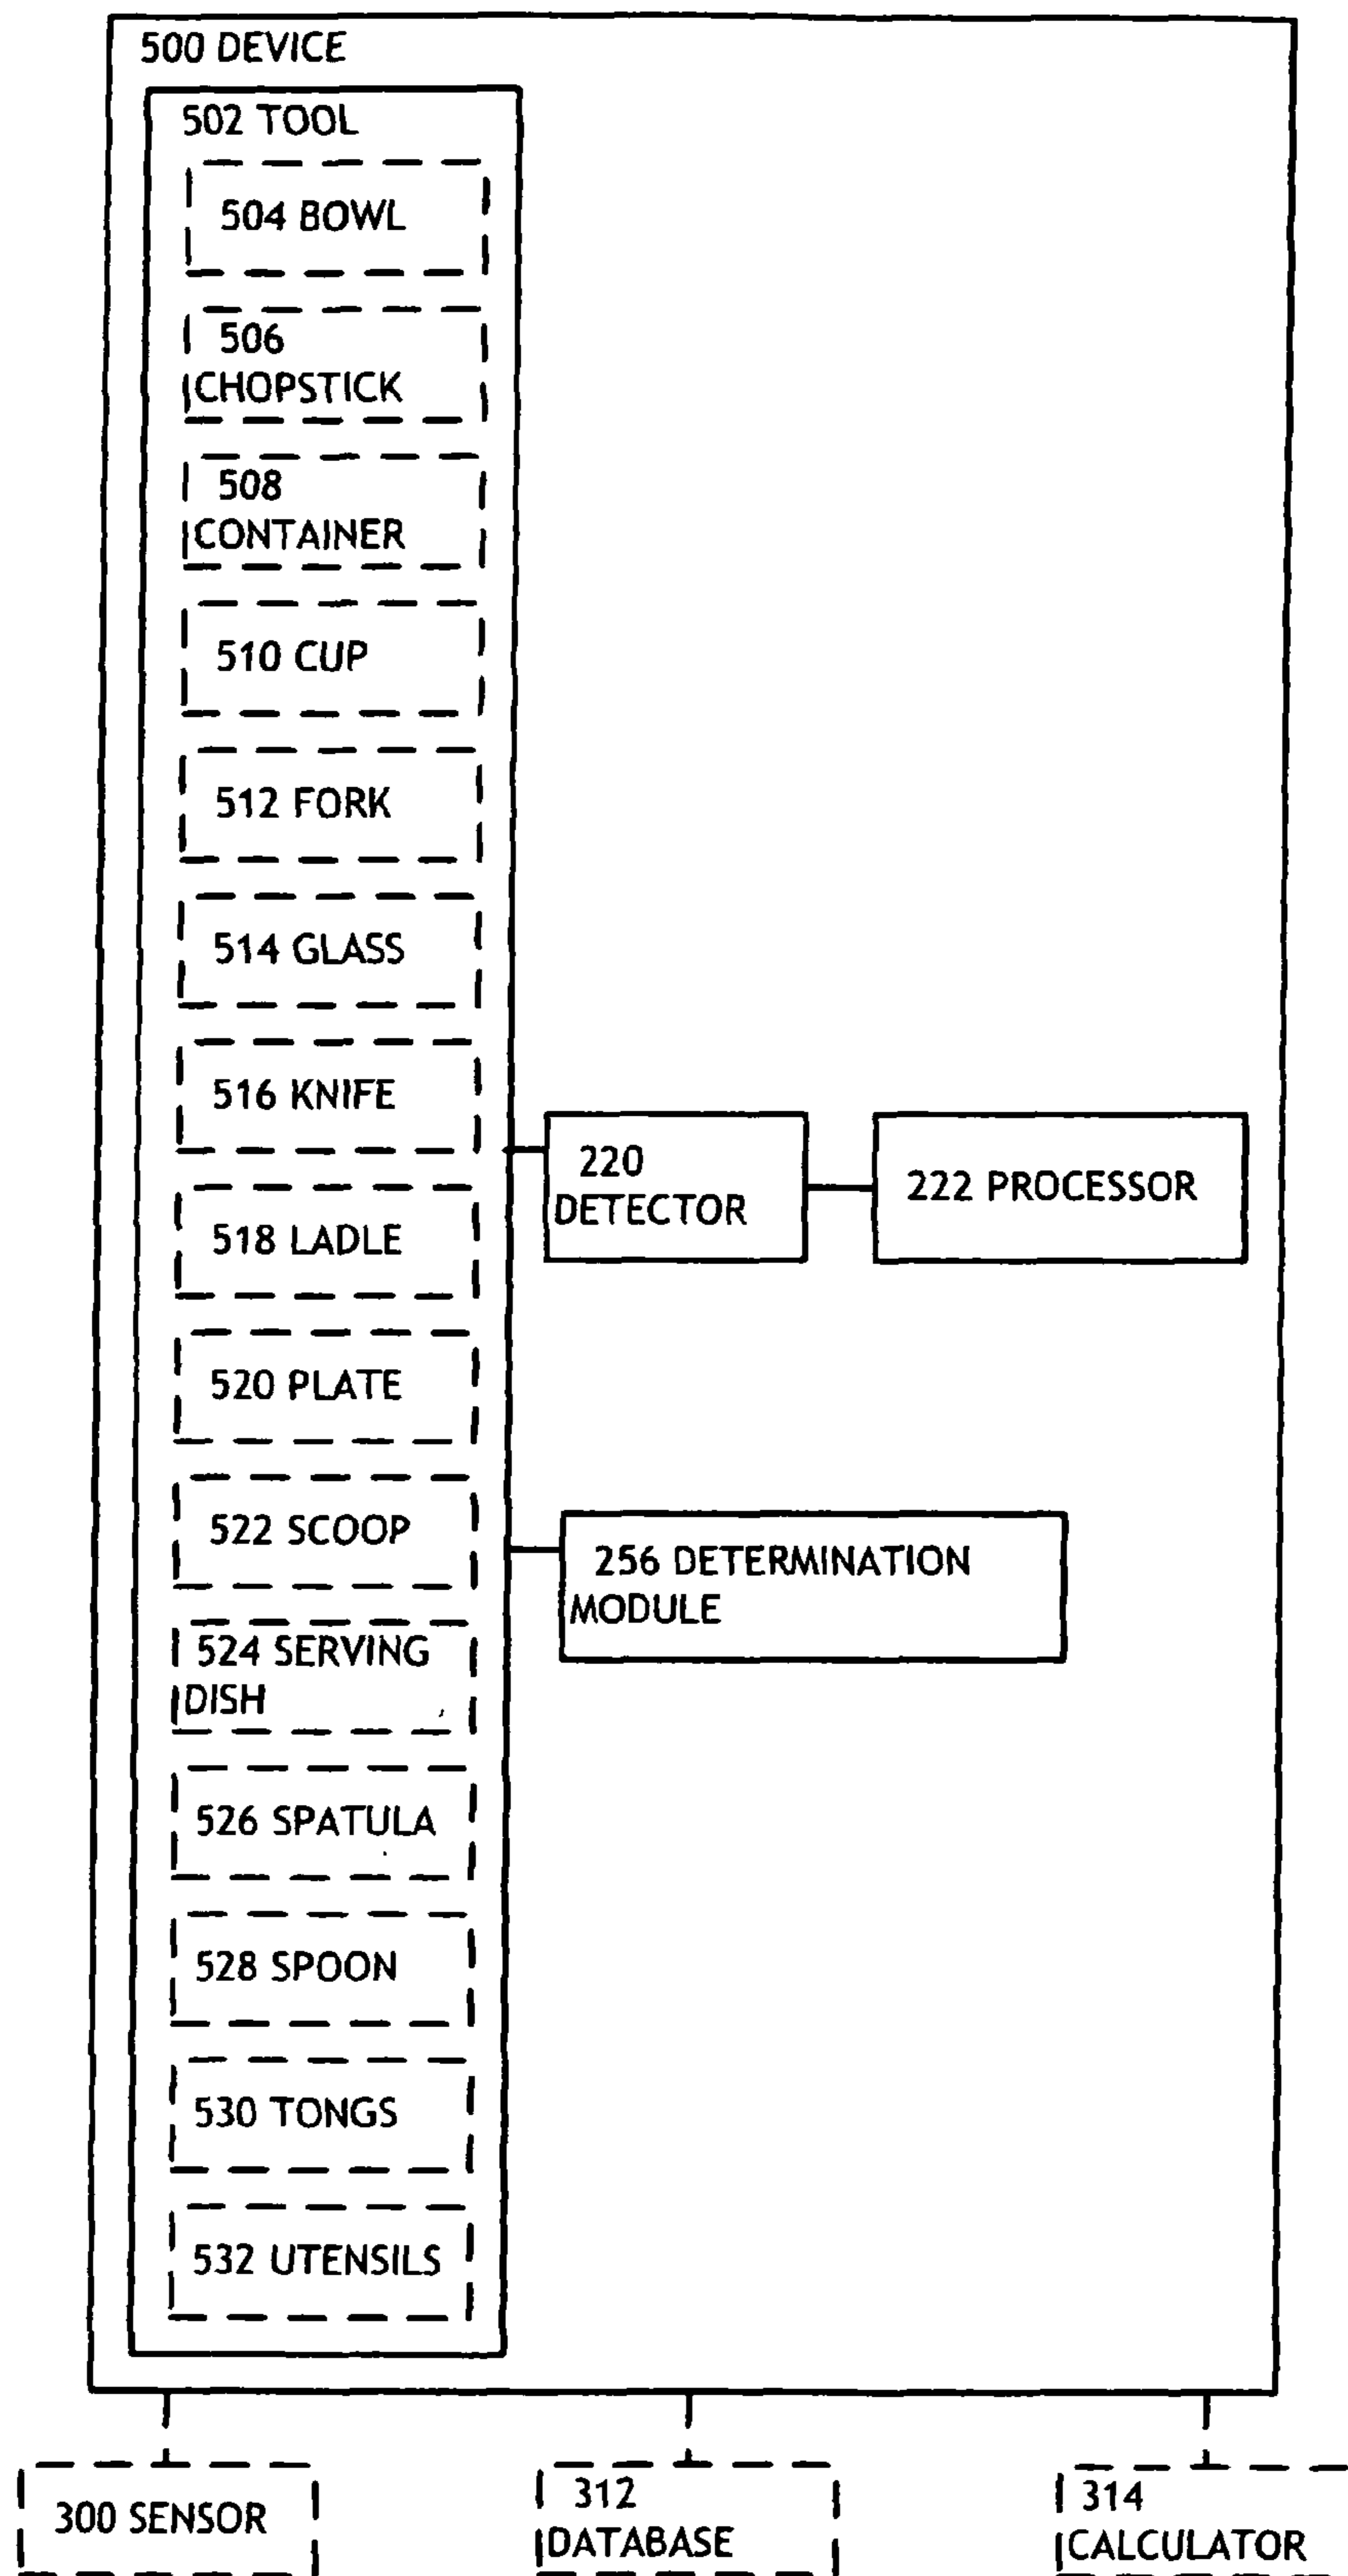 500 DEVICE
502 TOOL
504 BOWL
506
CHOPSTICK
508
CONTAINER
510 CUP
512 FORK
514 GLASS
516 KNIFE
518 LADLE
520 PLATE
522 SCOOP
524 SERVING
DISH
526 SPATULA
528 SPOON
530 TONGS
532 UTENSILS
220
DETECTOR
222 PROCESSOR
256 DETERMINATION
MODULE
300 SENSOR
312
DATABASE
314
CALCULATOR